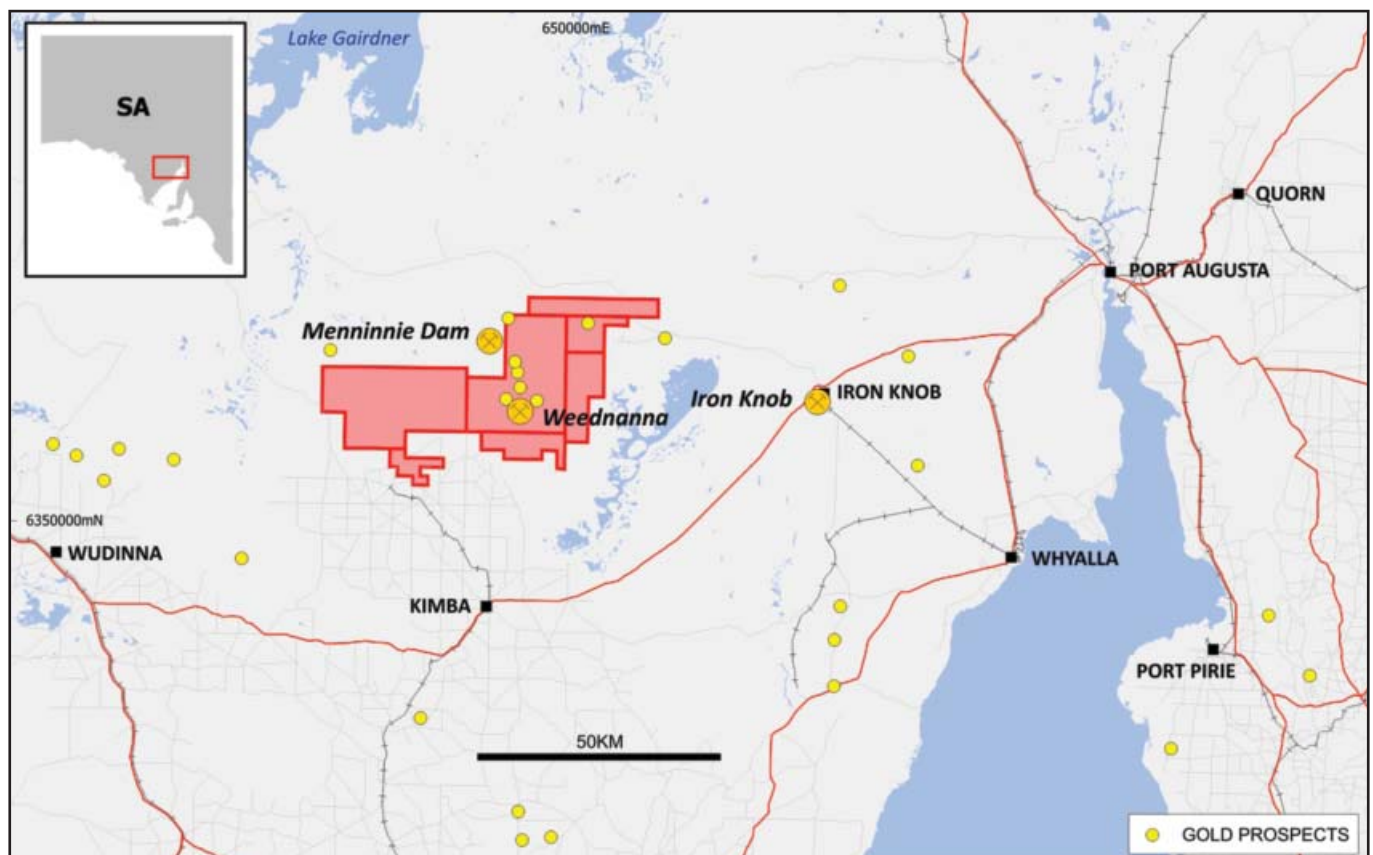 Lake Gairdner
650000mE
SA
QUORN
PORT AUGUSTA
Menninnie Dam
Iron Knob
IRON KNOB
Weednanna
6350000mN
WUDINNA
WHYALLA
KIMBA
PORT PIRIE
50KM
GOLD PROSPECTS